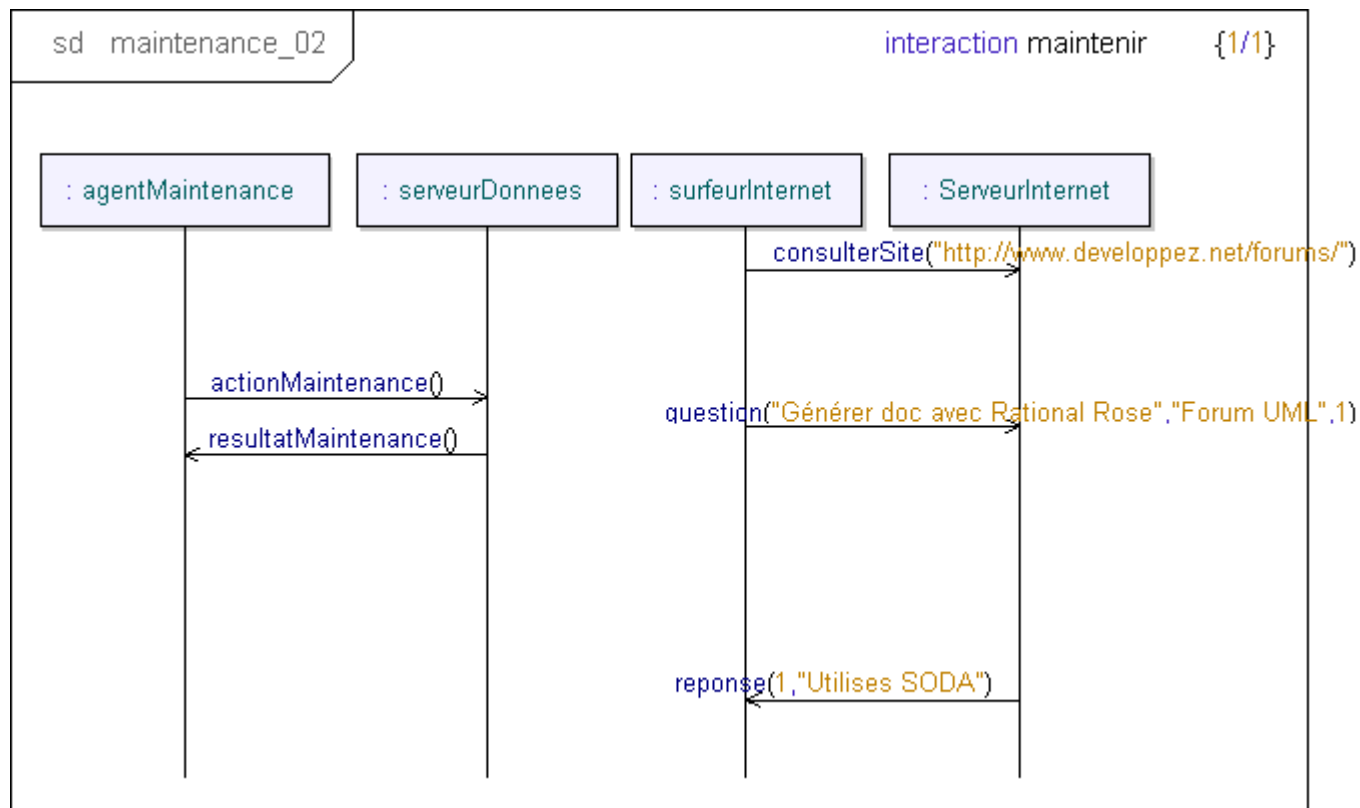 sd maintenance_02
interaction maintenir {1/1}
: agentMaintenance
: serveurDonnees
: surfeurInternet
: ServeurInternet
consulterSite("http://www.developpez.net/forums/")
actionMaintenance()
question("Générer doc avec Rational Rose","Forum UML",1)
resultatMaintenance()
reponse(1,"Utilises SODA")